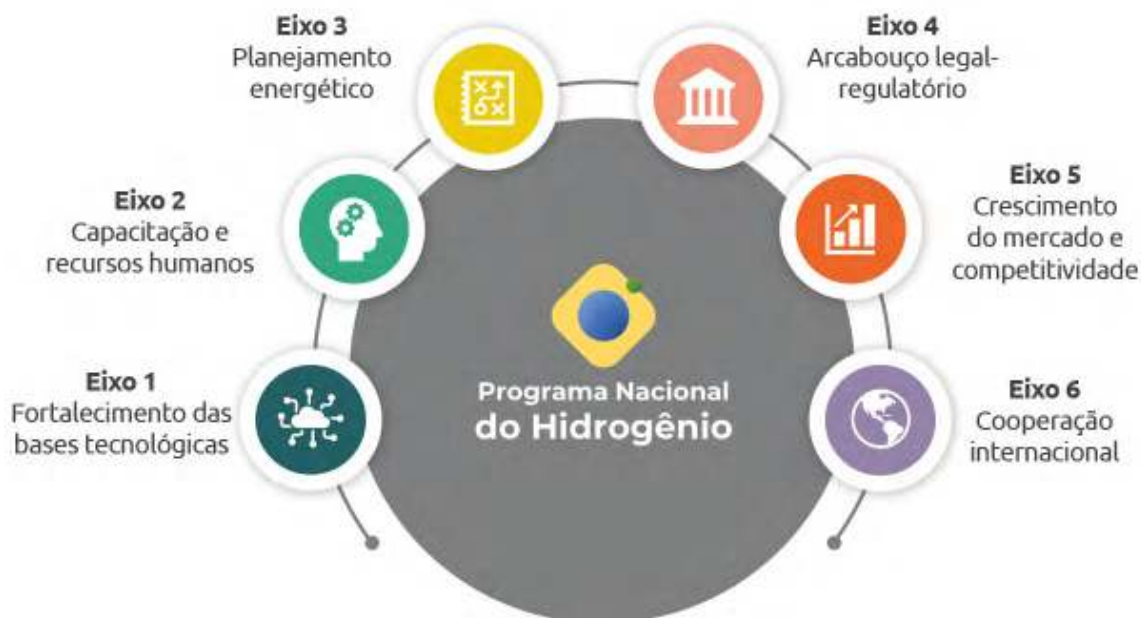 Eixo 1
Fortalecimento das
bases tecnológicas
Eixo 2
Capacitação e
recursos humanos
Eixo 3
Planejamento
energético
Eixo 4
Arcabouço legal-
regulatório
Eixo 5
Crescimento
do mercado e
competitividade
Eixo 6
Cooperação
internacional
Programa Nacional
do Hidrogênio